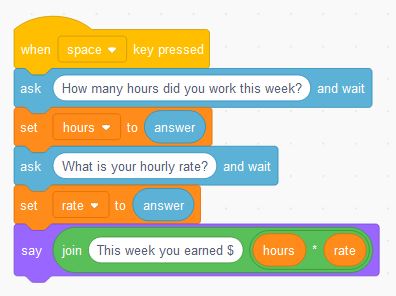 when space key pressed
ask How many hours did you work this week? and wait
set hours to answer
ask What is your hourly rate? and wait
set rate to answer
say join This week you earned $ hours * rate